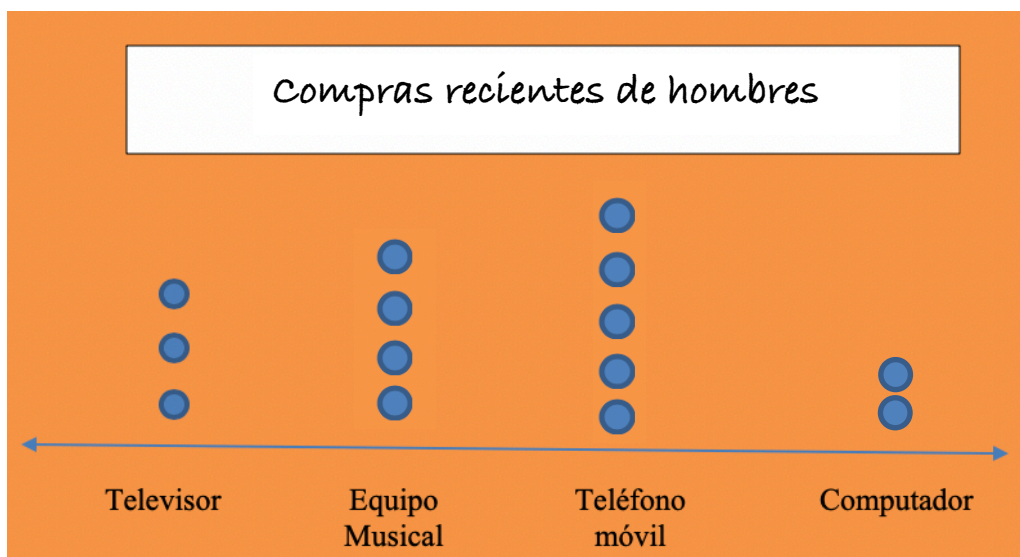 Compras recientes de hombres
Televisor
Equipo
Musical
Teléfono
móvil
Computador